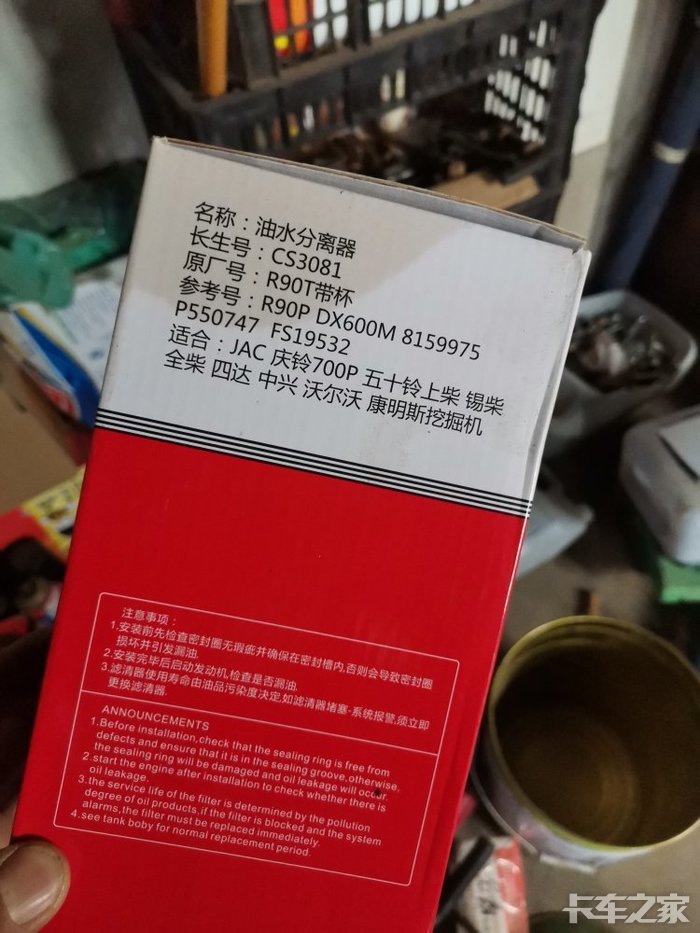 名称：油水分离器
长生号：CS3081
原厂号：R90T带杯
参考号：R90P DX600M 8159975
P550747 FS19532
适合：JAC 庆铃700P 五十铃上柴 锡柴
全柴 四达 中兴 沃尔沃 康明斯挖掘机
注意事项：
1.安装前先检查密封圈无瑕疵并确保在密封槽内,否则会导致密封圈
损坏并引发漏油.
2.安装完毕后启动发动机,检查是否漏油.
3.滤清器使用寿命由油品污染度决定,如滤清器堵塞-系统报警,须立即
更换滤清器.
ANNOUNCEMENTS
1.Before installation,check that the sealing ring is free from
defects and ensure that it is in the sealing groove,otherwise,
the sealing ring will be damaged and oil leakage will occur.
2.start the engine after installation to check whether there is
oil leakage.
3.the service life of the filter is determined by the pollution
degree of oil products,if the filter is blocked and the system
alarms,the filter must be replaced immediately.
4.see tank boby for normal replacement period.
卡车之家